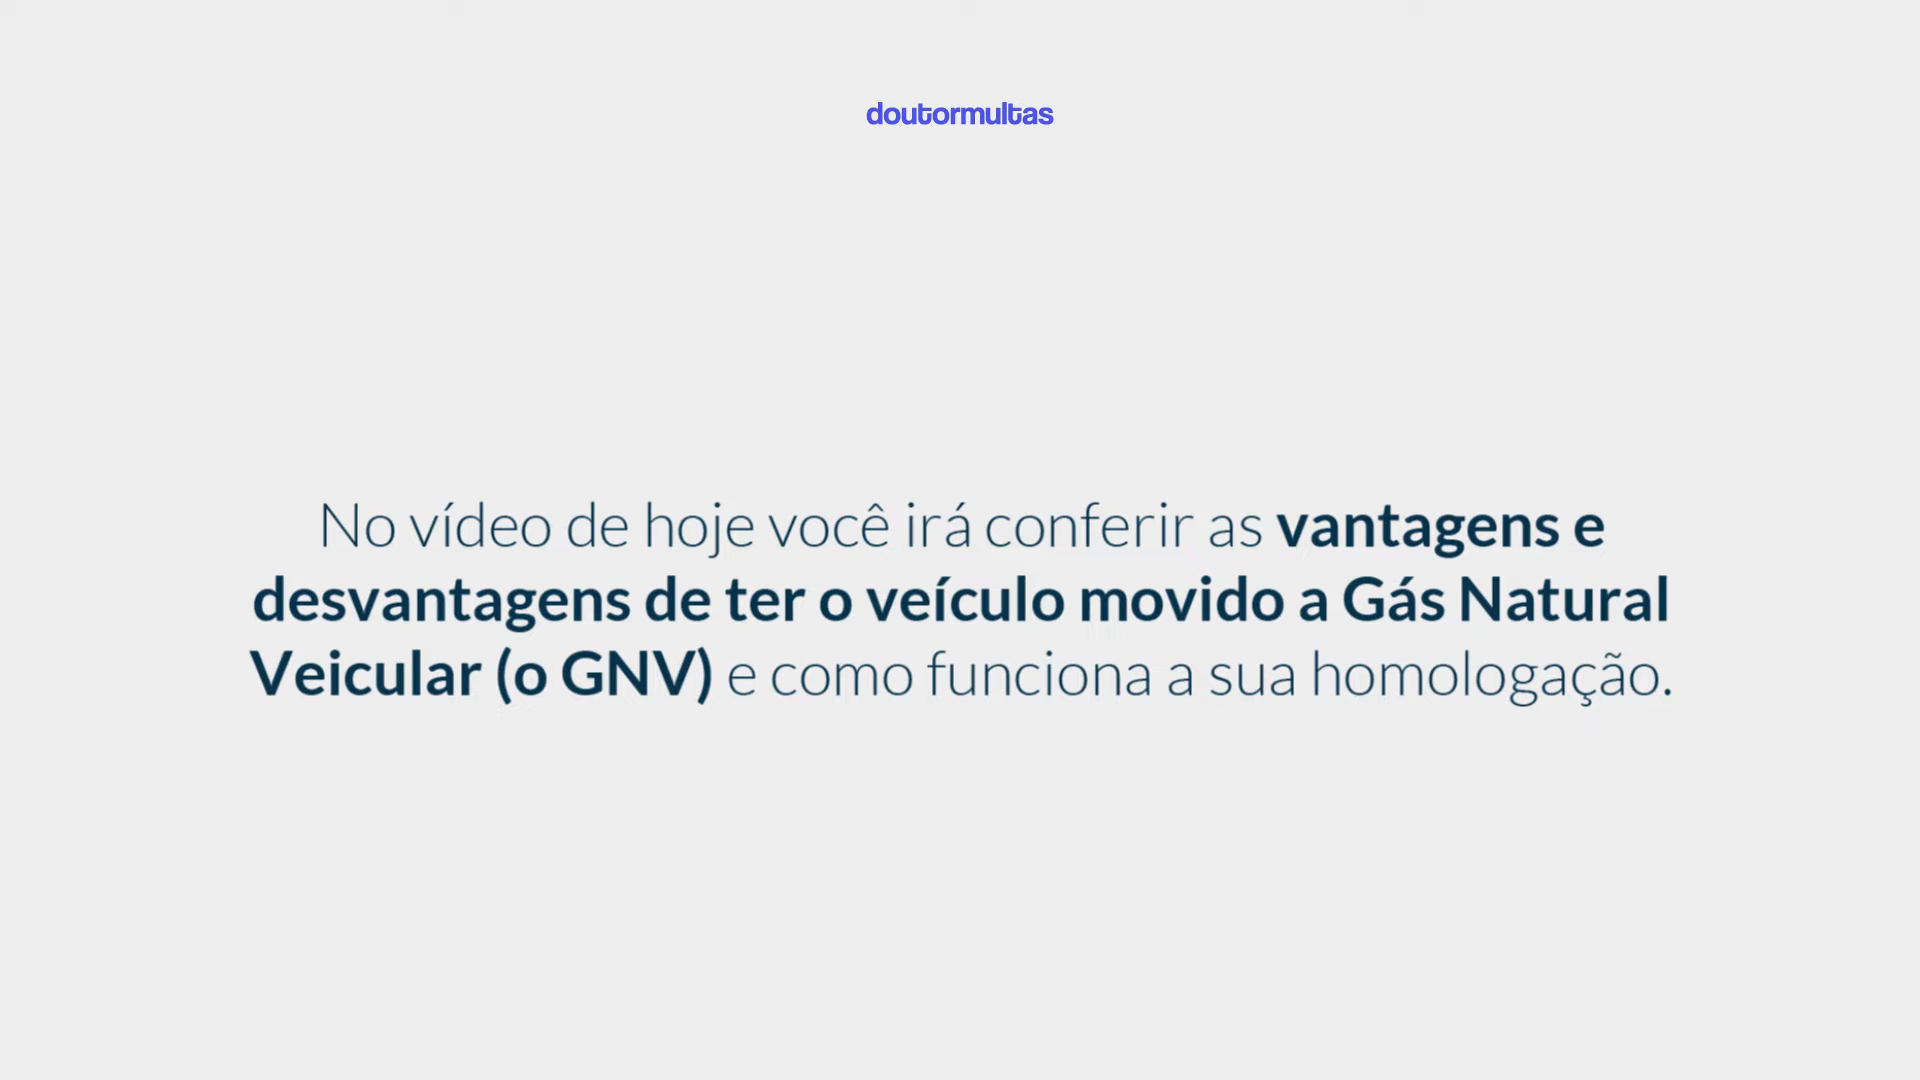 doutormultas
No vídeo de hoje você irá conferir as vantagens e
desvantagens de ter o veículo movido a Gás Natural
Veicular (o GNV) e como funciona a sua homologação.